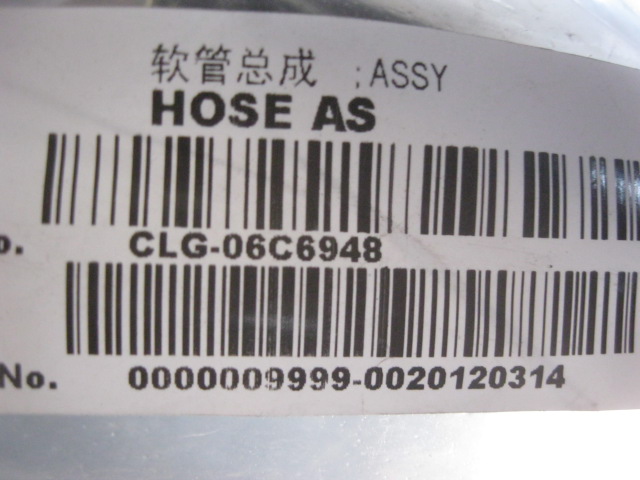 软管总成 ;ASSY
HOSE AS
o. CLG-06C6948
No. 0000009999-0020120314